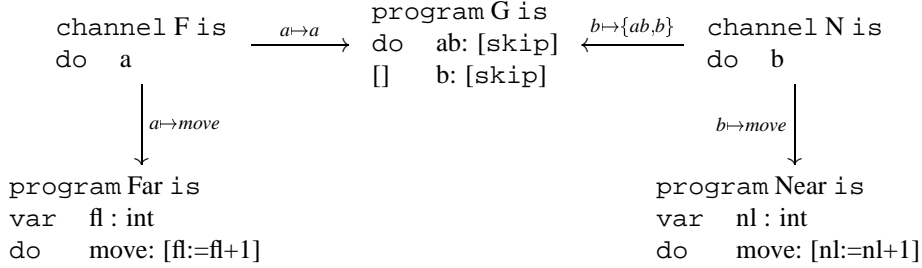 channel F is
do a
a↦a
program G is
do ab: [skip]
[] b: [skip]
b↦{ab,b}
channel N is
do b
a↦move
b↦move
program Far is
var fl : int
do move: [fl:=fl+1]
program Near is
var nl : int
do move: [nl:=nl+1]